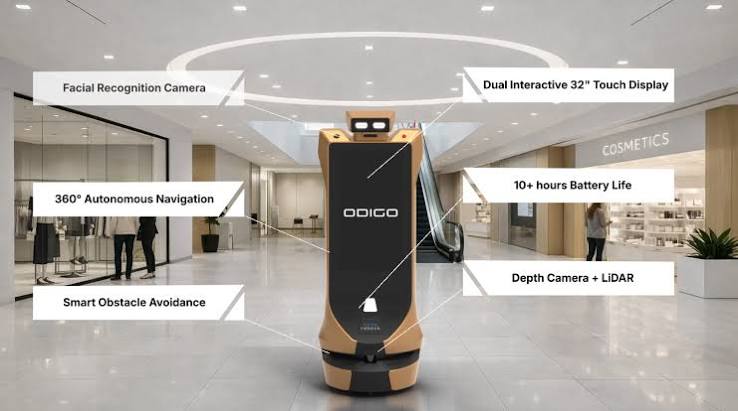 Facial Recognition Camera
Dual Interactive 32" Touch Display
COSMETICS
360° Autonomous Navigation
10+ hours Battery Life
ODIGO
Depth Camera + LiDAR
Smart Obstacle Avoidance